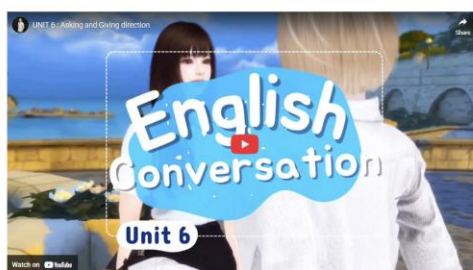 UNIT 6 : Asking and Giving direction
Share
English
Conversation
Unit 6
Watch on YouTube